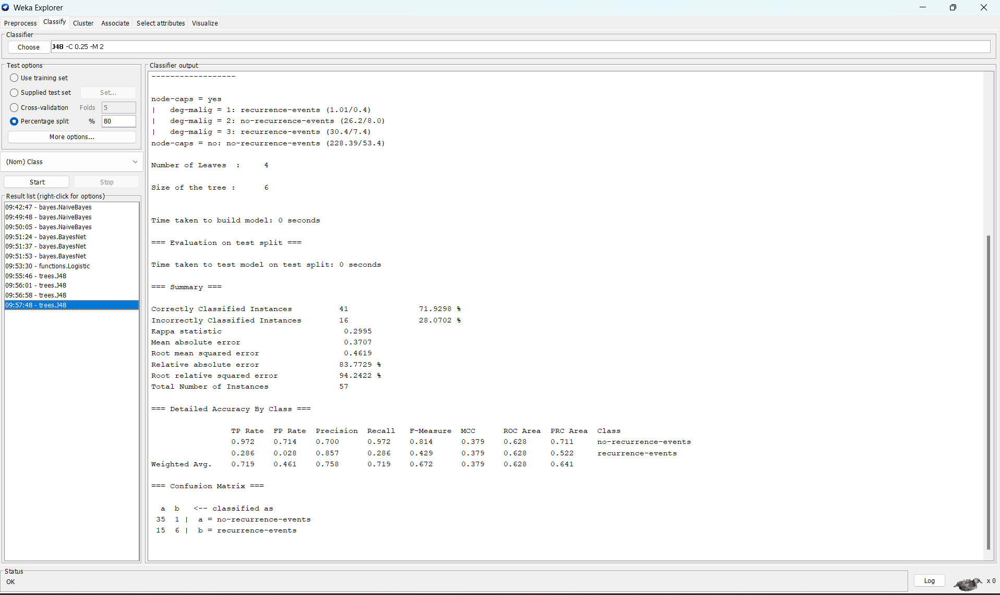 Weka Explorer
Preprocess Classify Cluster Associate Select attributes Visualize
Classifier
Choose J48 -C 0.25 -M 2
Test options
Use training set
Supplied test set Set...
Cross-validation Folds 5
Percentage split % 80
More options...
(Nom) Class
Start Stop
Result list (right-click for options)
09:42:47 - bayes.NaiveBayes
09:49:48 - bayes.NaiveBayes
09:50:05 - bayes.NaiveBayes
09:51:24 - bayes.BayesNet
09:51:37 - bayes.BayesNet
09:51:53 - bayes.BayesNet
09:53:30 - functions.Logistic
09:55:46 - trees.J48
09:56:01 - trees.J48
09:56:58 - trees.J48
09:57:48 - trees.J48
Classifier output
------------------
node-caps = yes
|   deg-malig = 1: recurrence-events (1.01/0.4)
|   deg-malig = 2: no-recurrence-events (26.2/8.0)
|   deg-malig = 3: recurrence-events (30.4/7.4)
node-caps = no: no-recurrence-events (228.39/53.4)
Number of Leaves  :     4
Size of the tree :      6
Time taken to build model: 0 seconds
=== Evaluation on test split ===
Time taken to test model on test split: 0 seconds
=== Summary ===
Correctly Classified Instances          41               71.9298 %
Incorrectly Classified Instances        16               28.0702 %
Kappa statistic                          0.2995
Mean absolute error                      0.3707
Root mean squared error                  0.4619
Relative absolute error                 83.7729 %
Root relative squared error             94.2422 %
Total Number of Instances               57
=== Detailed Accuracy By Class ===
TP Rate  FP Rate  Precision  Recall   F-Measure  MCC      ROC Area  PRC Area  Class
0.972    0.714    0.700      0.972    0.814      0.379    0.628     0.711     no-recurrence-events
0.286    0.028    0.857      0.286    0.429      0.379    0.628     0.522     recurrence-events
Weighted Avg.    0.719    0.461    0.758      0.719    0.672      0.379    0.628     0.641
=== Confusion Matrix ===
a  b   <-- classified as
35  1 |  a = no-recurrence-events
15  6 |  b = recurrence-events
Status
OK
Log x 0